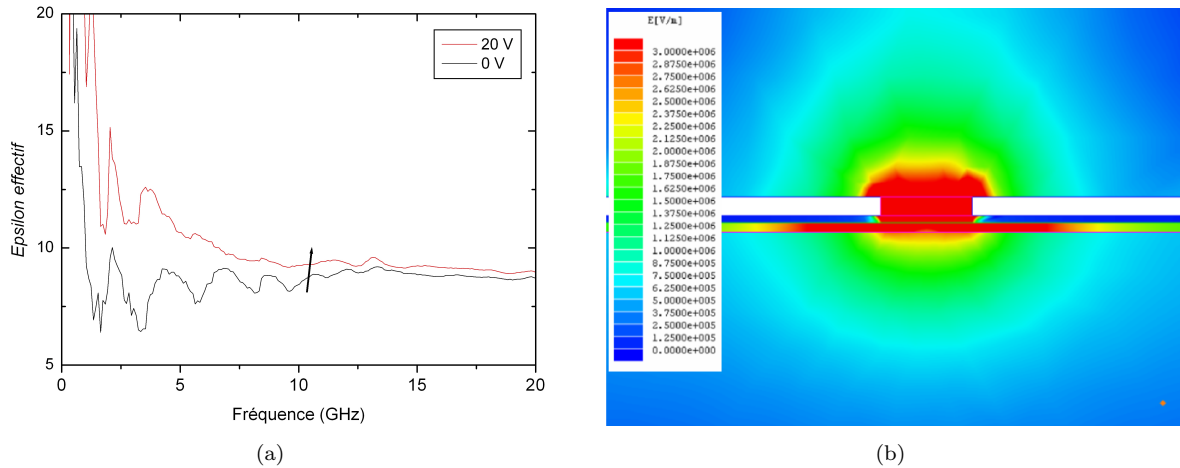 20
15
10
5
0
5
10
15
20
Epsilon effectif
Fréquence (GHz)
20 V
0 V
(a)
E[V/m]
3.0000e+006
2.8750e+006
2.7500e+006
2.6250e+006
2.5000e+006
2.3750e+006
2.2500e+006
2.1250e+006
2.0000e+006
1.8750e+006
1.7500e+006
1.6250e+006
1.5000e+006
1.3750e+006
1.2500e+006
1.1250e+006
1.0000e+006
8.7500e+005
7.5000e+005
6.2500e+005
5.0000e+005
3.7500e+005
2.5000e+005
1.2500e+005
0.0000e+000
(b)